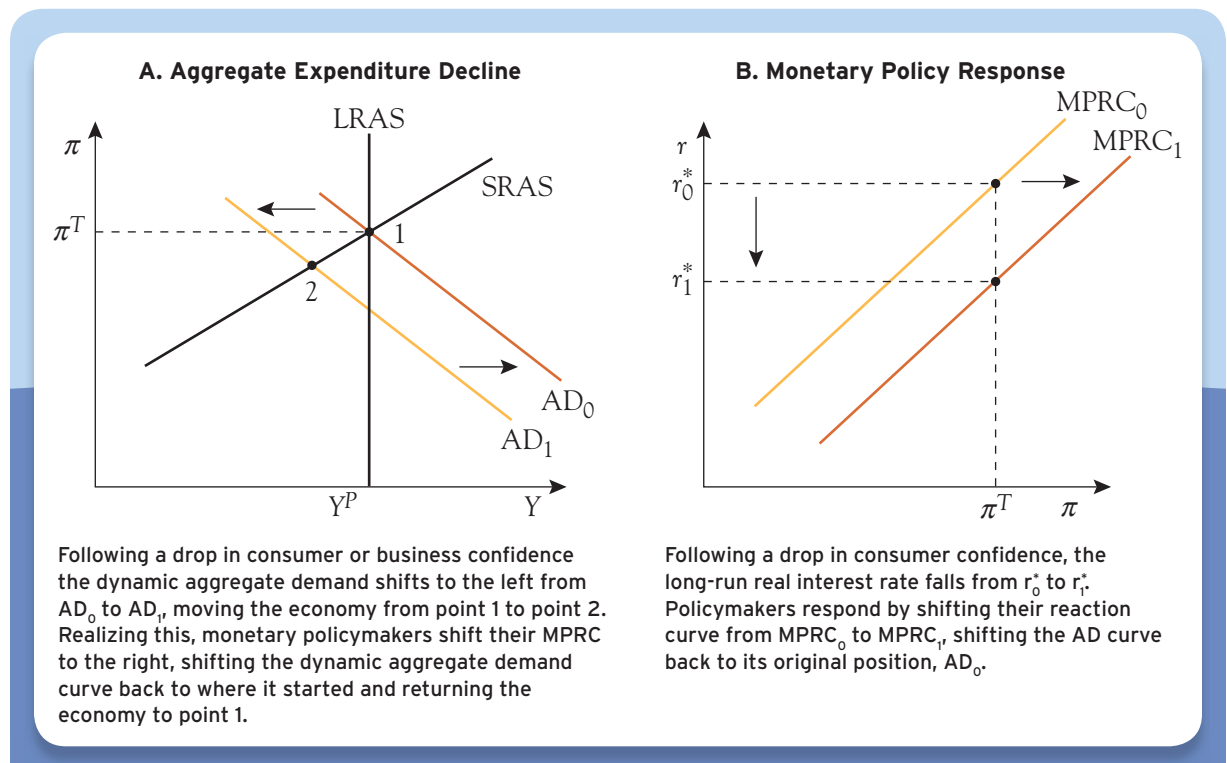 A. Aggregate Expenditure Decline
π
LRAS
SRAS
π^T
1
2
AD₀
AD₁
Y^P
Y
Following a drop in consumer or business confidence
the dynamic aggregate demand shifts to the left from
AD₀ to AD₁, moving the economy from point 1 to point 2.
Realizing this, monetary policymakers shift their MPRC
to the right, shifting the dynamic aggregate demand
curve back to where it started and returning the
economy to point 1.
B. Monetary Policy Response
MPRC₀
MPRC₁
r
r₀*
r₁*
π^T
π
Following a drop in consumer confidence, the
long-run real interest rate falls from r₀* to r₁*.
Policymakers respond by shifting their reaction
curve from MPRC₀ to MPRC₁, shifting the AD curve
back to its original position, AD₀.